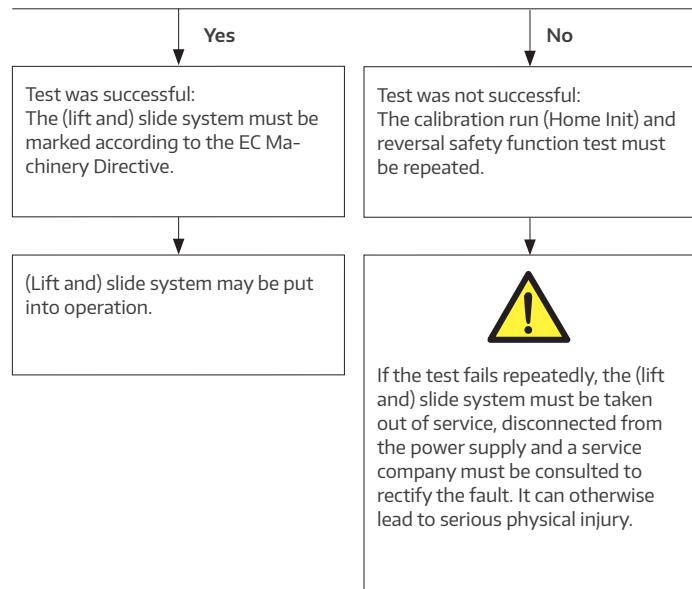 Yes
No
Test was successful:
The (lift and) slide system must be
marked according to the EC Ma-
chinery Directive.
Test was not successful:
The calibration run (Home Init) and
reversal safety function test must
be repeated.
(Lift and) slide system may be put
into operation.
If the test fails repeatedly, the (lift
and) slide system must be taken
out of service, disconnected from
the power supply and a service
company must be consulted to
rectify the fault. It can otherwise
lead to serious physical injury.